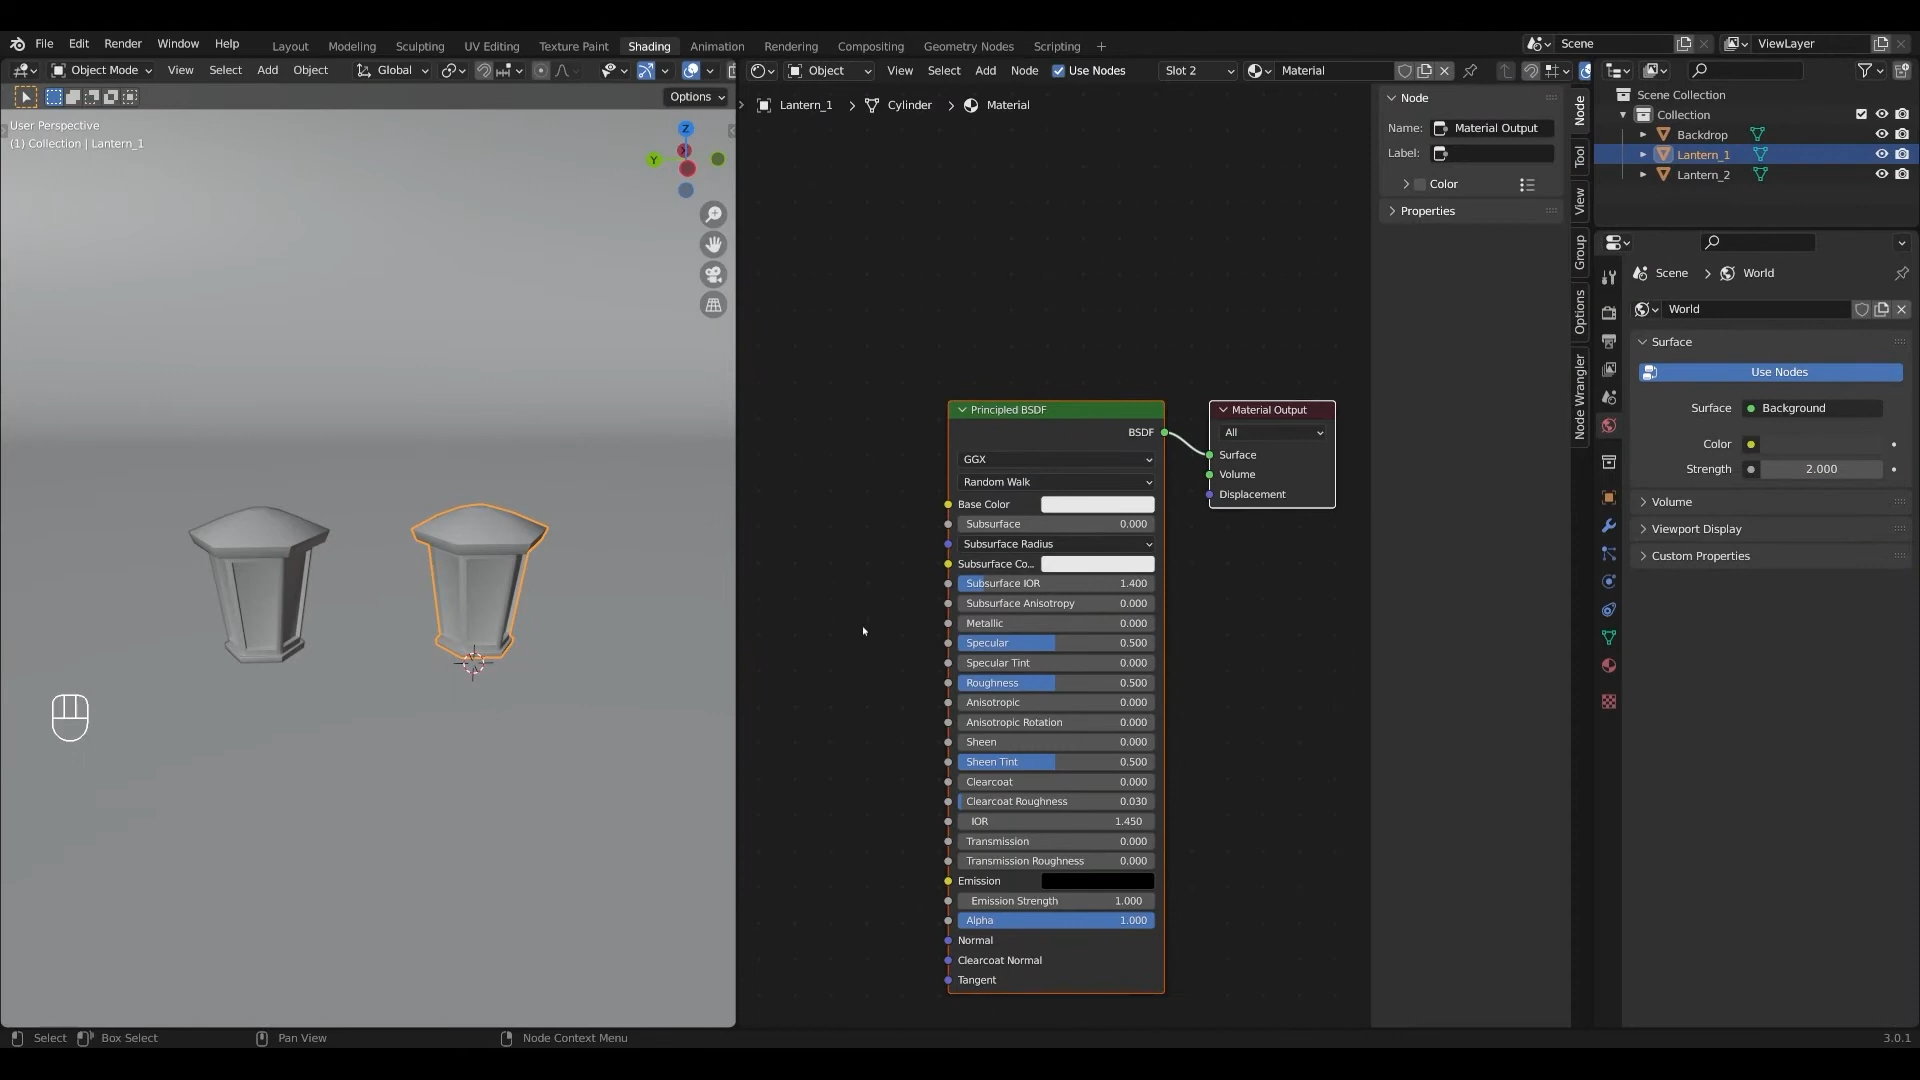 File Edit Render Window Help Layout Modeling Sculpting UV Editing Texture Paint Shading Animation Rendering Compositing Geometry Nodes Scripting + Scene ViewLayer
Object Mode View Select Add Object Global Object View Select Add Node Use Nodes Slot 2 Material
Options
User Perspective
(1) Collection | Lantern_1
Z
Y
Lantern_1 > Cylinder > Material
Principled BSDF
BSDF
GGX
Random Walk
Base Color
Subsurface 0.000
Subsurface Radius
Subsurface Co...
Subsurface IOR 1.400
Subsurface Anisotropy 0.000
Metallic 0.000
Specular 0.500
Specular Tint 0.000
Roughness 0.500
Anisotropic 0.000
Anisotropic Rotation 0.000
Sheen 0.000
Sheen Tint 0.500
Clearcoat 0.000
Clearcoat Roughness 0.030
IOR 1.450
Transmission 0.000
Transmission Roughness 0.000
Emission
Emission Strength 1.000
Alpha 1.000
Normal
Clearcoat Normal
Tangent
Material Output
All
Surface
Volume
Displacement
Node
Name: Material Output
Label:
Color
Properties
Node
Tool
View
Group
Options
Node Wrangler
Scene Collection
Collection
Backdrop
Lantern_1
Lantern_2
Scene > World
World
Surface
Use Nodes
Surface Background
Color
Strength 2.000
Volume
Viewport Display
Custom Properties
Select Box Select Pan View Node Context Menu 3.0.1